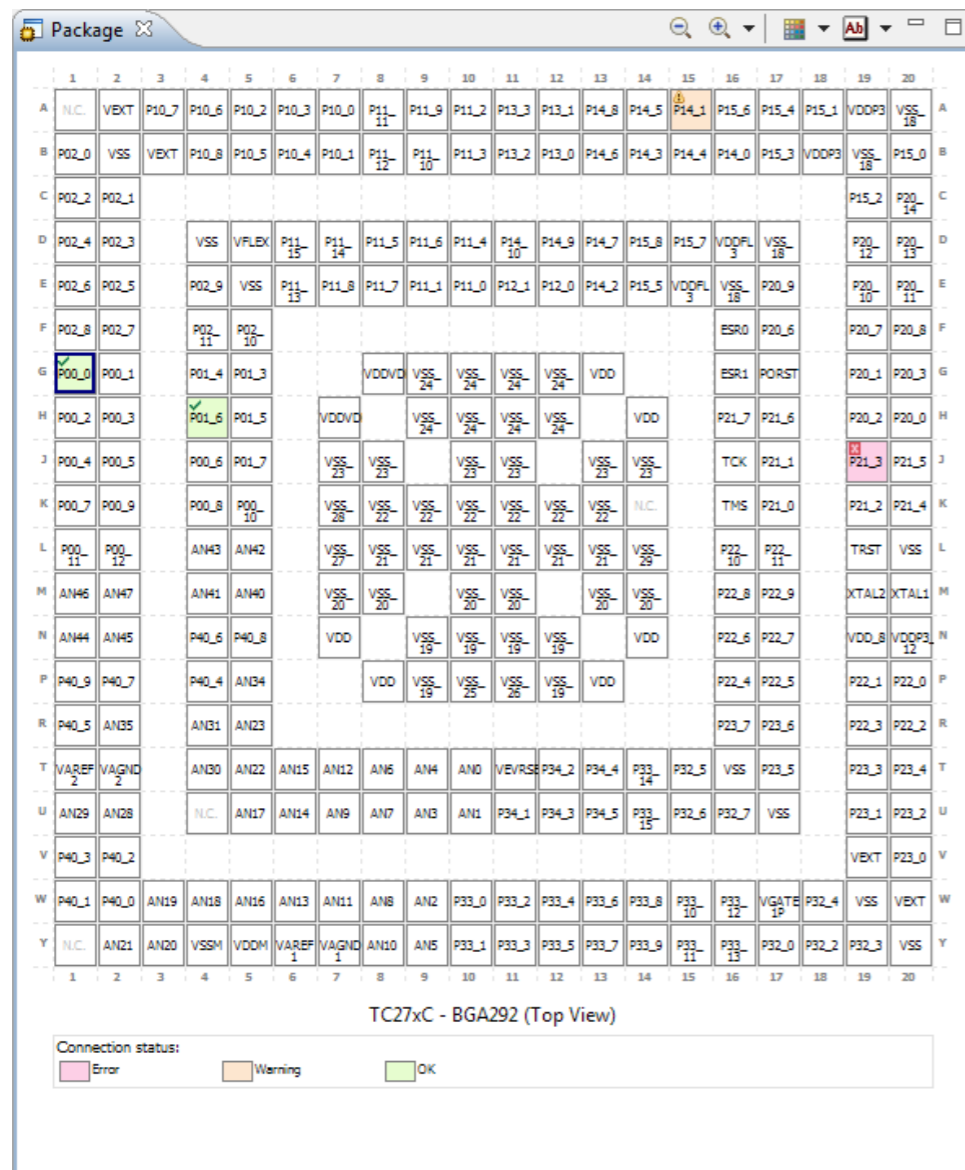 Package
1 2 3 4 5 6 7 8 9 10 11 12 13 14 15 16 17 18 19 20
A N.C. VEXT P10_7 P10_6 P10_2 P10_3 P10_0 P11_11 P11_9 P11_2 P13_3 P13_1 P14_8 P14_5 P14_1 P15_6 P15_4 P15_1 VDDP3 VSS_18 A
B P02_0 VSS VEXT P10_8 P10_5 P10_4 P10_1 P11_12 P11_10 P11_3 P13_2 P13_0 P14_6 P14_3 P14_4 P14_0 P15_3 VDDP3 VSS_18 P15_0 B
C P02_2 P02_1 P15_2 P20_14 C
D P02_4 P02_3 VSS VFLEX P11_15 P11_14 P11_5 P11_6 P11_4 P14_10 P14_9 P14_7 P15_8 P15_7 VDDFL3 VSS_18 P20_12 P20_13 D
E P02_6 P02_5 P02_9 VSS P11_13 P11_8 P11_7 P11_1 P11_0 P12_1 P12_0 P14_2 P15_5 VDDFL3 VSS_18 P20_9 P20_10 P20_11 E
F P02_8 P02_7 P02_11 P02_10 ESR0 P20_6 P20_7 P20_8 F
G P00_0 P00_1 P01_4 P01_3 VDDVD VSS_24 VSS_24 VSS_24 VSS_24 VDD ESR1 PORST P20_1 P20_3 G
H P00_2 P00_3 P01_6 P01_5 VDDVD VSS_24 VSS_24 VSS_24 VSS_24 VDD P21_7 P21_6 P20_2 P20_0 H
J P00_4 P00_5 P00_6 P01_7 VSS_23 VSS_23 VSS_23 VSS_23 VSS_23 VSS_23 TCK P21_1 P21_3 P21_5 J
K P00_7 P00_9 P00_8 P00_10 VSS_28 VSS_22 VSS_22 VSS_22 VSS_22 VSS_22 VSS_22 N.C. TMS P21_0 P21_2 P21_4 K
L P00_11 P00_12 AN43 AN42 VSS_27 VSS_21 VSS_21 VSS_21 VSS_21 VSS_21 VSS_21 VSS_29 P22_10 P22_11 TRST VSS L
M AN46 AN47 AN41 AN40 VSS_20 VSS_20 VSS_20 VSS_20 VSS_20 VSS_20 P22_8 P22_9 XTAL2 XTAL1 M
N AN44 AN45 P40_6 P40_8 VDD VSS_19 VSS_19 VSS_19 VSS_19 VDD P22_6 P22_7 VDD_8 VDDP3_12 N
P P40_9 P40_7 P40_4 AN34 VDD VSS_19 VSS_25 VSS_26 VSS_19 VDD P22_4 P22_5 P22_1 P22_0 P
R P40_5 AN35 AN31 AN23 P23_7 P23_6 P22_3 P22_2 R
T VAREF2 VAGND2 AN30 AN22 AN15 AN12 AN6 AN4 AN0 VEVRSB P34_2 P34_4 P33_14 P32_5 VSS P23_5 P23_3 P23_4 T
U AN29 AN28 N.C. AN17 AN14 AN9 AN7 AN3 AN1 P34_1 P34_3 P34_5 P33_15 P32_6 P32_7 VSS P23_1 P23_2 U
V P40_3 P40_2 VEXT P23_0 V
W P40_1 P40_0 AN19 AN18 AN16 AN13 AN11 AN8 AN2 P33_0 P33_2 P33_4 P33_6 P33_8 P33_10 P33_12 VGATE1P P32_4 VSS VEXT W
Y N.C. AN21 AN20 VSSM VDDM VAREF1 VAGND1 AN10 AN5 P33_1 P33_3 P33_5 P33_7 P33_9 P33_11 P33_13 P32_0 P32_2 P32_3 VSS Y
1 2 3 4 5 6 7 8 9 10 11 12 13 14 15 16 17 18 19 20
TC27xC - BGA292 (Top View)
Connection status:
Error Warning OK